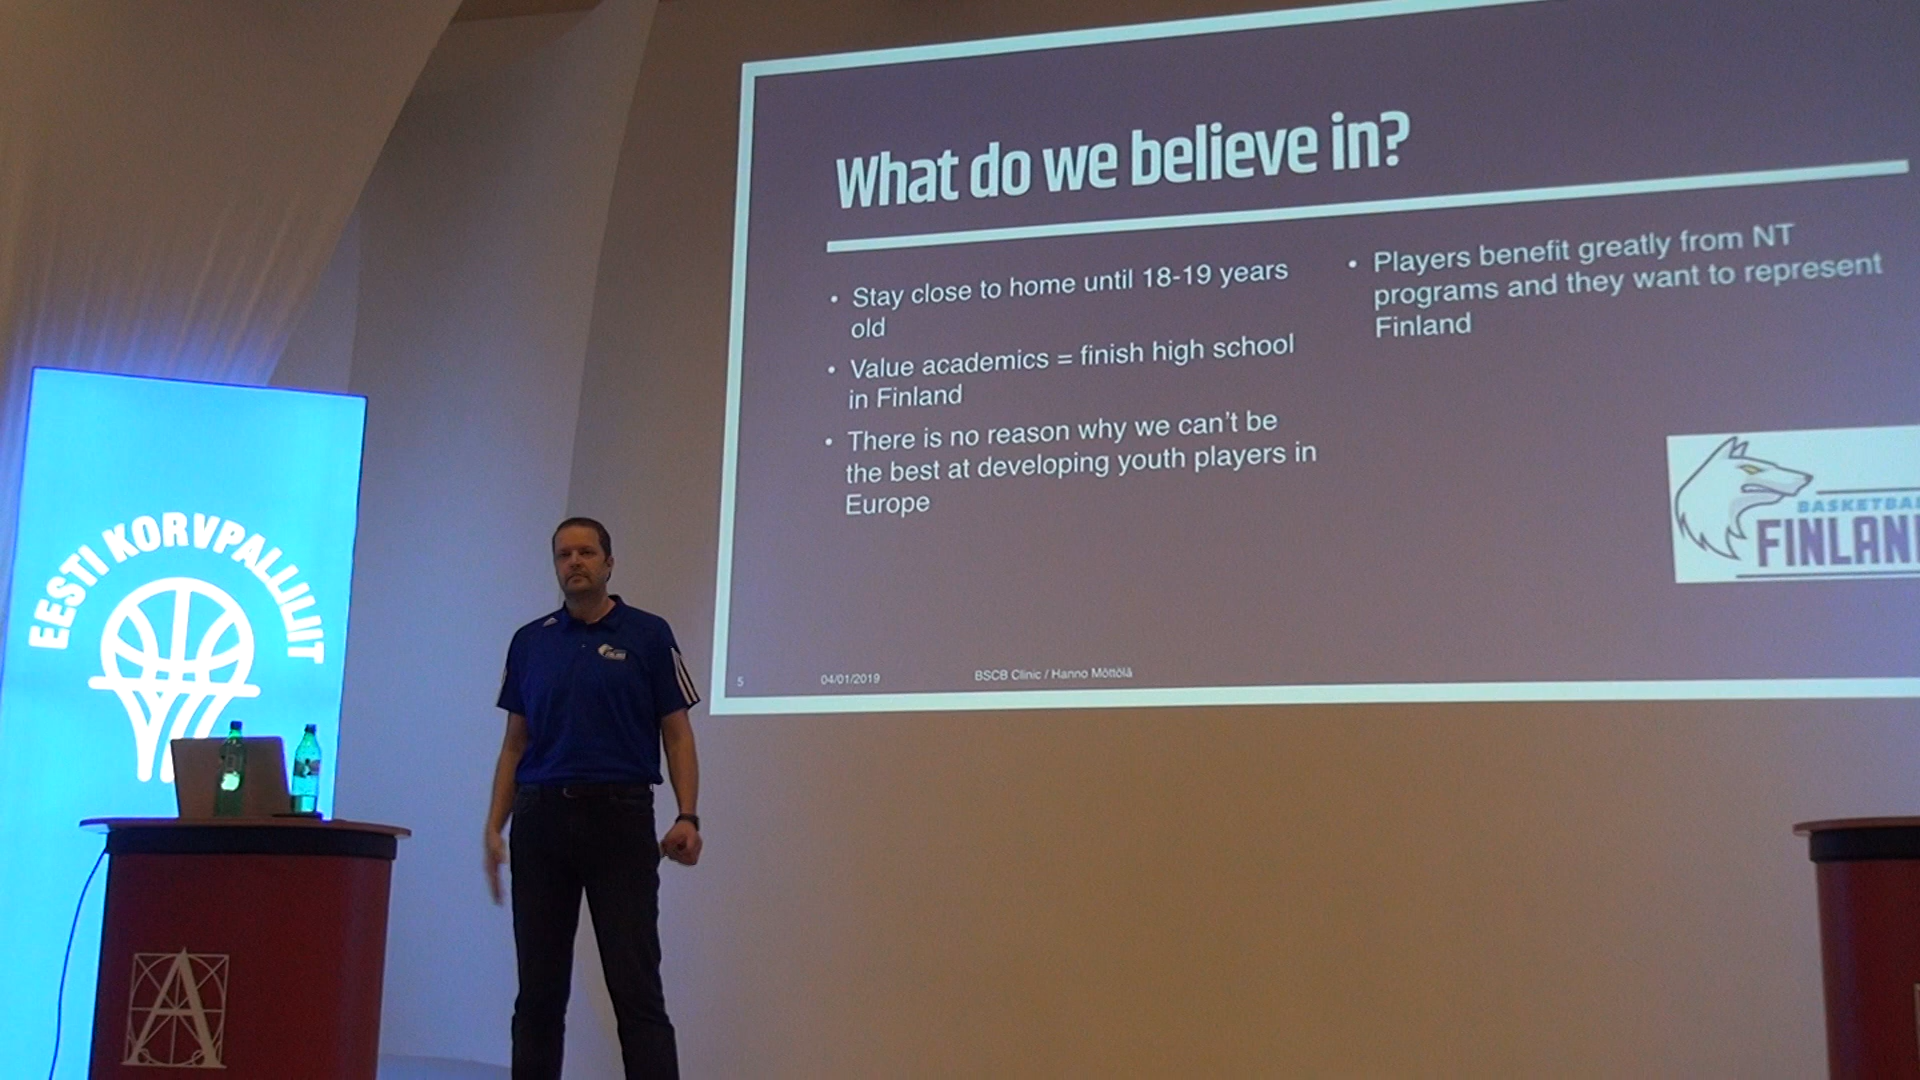 What do we believe in?
• Stay close to home until 18-19 years
old
• Value academics = finish high school
in Finland
• There is no reason why we can't be
the best at developing youth players in
Europe
• Players benefit greatly from NT
programs and they want to represent
Finland
FINLAN
5 04/01/2019 BSCB Clinic / Hanno Möttölä
EESTI KORVPALLILIIT
A